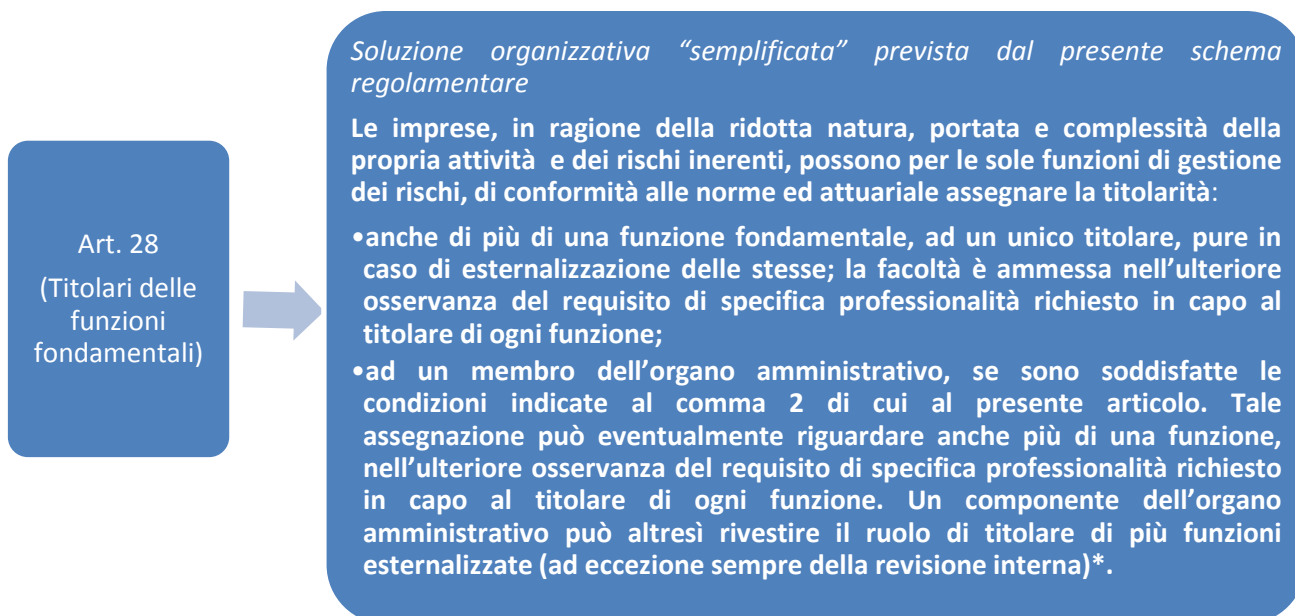 Art. 28
(Titolari delle
funzioni
fondamentali)
Soluzione organizzativa “semplificata” prevista dal presente schema
regolamentare
Le imprese, in ragione della ridotta natura, portata e complessità della
propria attività e dei rischi inerenti, possono per le sole funzioni di gestione
dei rischi, di conformità alle norme ed attuariale assegnare la titolarità:
•anche di più di una funzione fondamentale, ad un unico titolare, pure in
caso di esternalizzazione delle stesse; la facoltà è ammessa nell’ulteriore
osservanza del requisito di specifica professionalità richiesto in capo al
titolare di ogni funzione;
•ad un membro dell’organo amministrativo, se sono soddisfatte le
condizioni indicate al comma 2 di cui al presente articolo. Tale
assegnazione può eventualmente riguardare anche più di una funzione,
nell’ulteriore osservanza del requisito di specifica professionalità richiesto
in capo al titolare di ogni funzione. Un componente dell’organo
amministrativo può altresì rivestire il ruolo di titolare di più funzioni
esternalizzate (ad eccezione sempre della revisione interna)*.